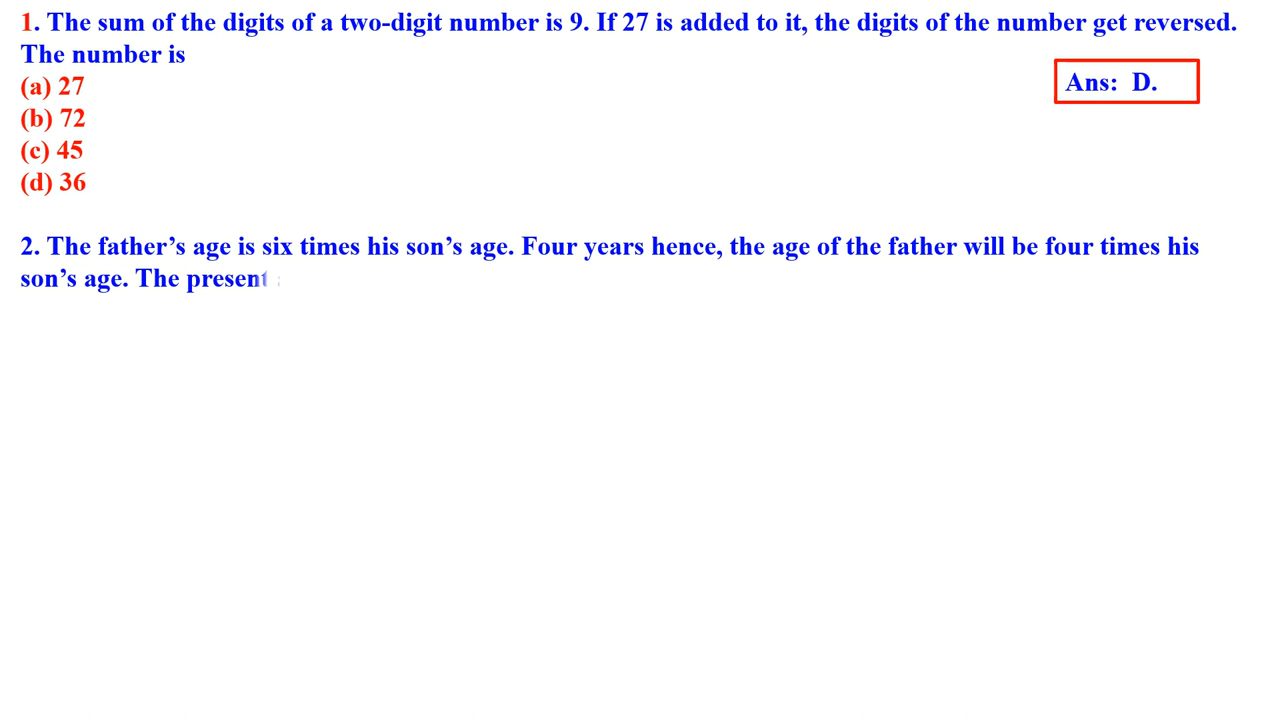 1. The sum of the digits of a two-digit number is 9. If 27 is added to it, the digits of the number get reversed.
The number is
(a) 27
Ans: D.
(b) 72
(c) 45
(d) 36
2. The father’s age is six times his son’s age. Four years hence, the age of the father will be four times his
son’s age. The present